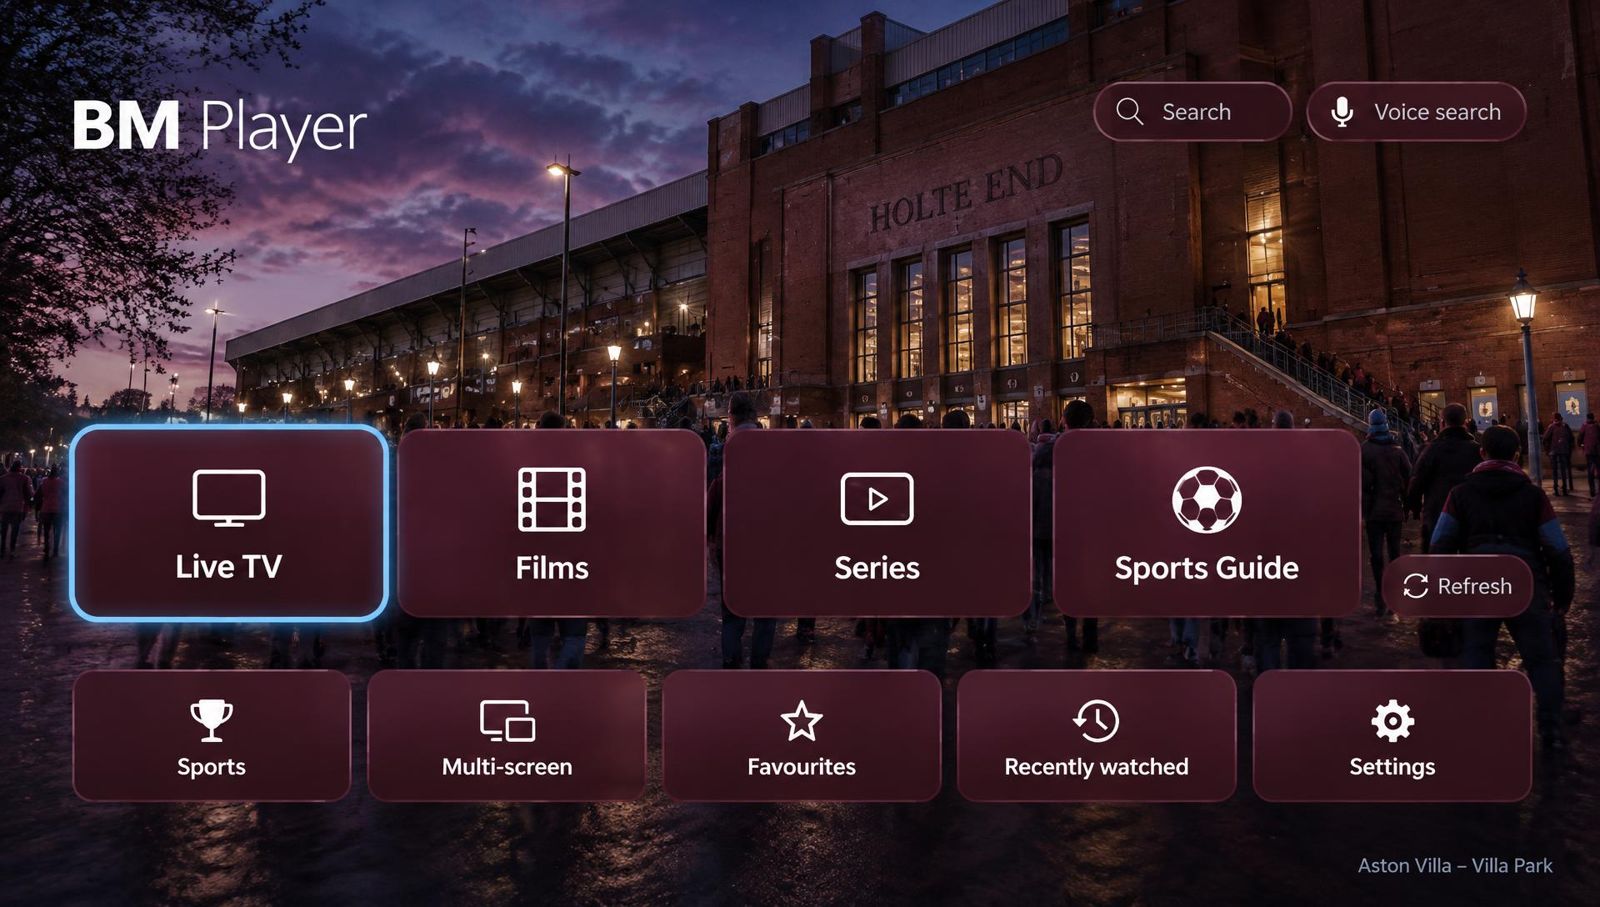 BM Player
Search
Voice search
HOLTE END
Live TV
Films
Series
Sports Guide
Refresh
Sports
Multi-screen
Favourites
Recently watched
Settings
Aston Villa – Villa Park